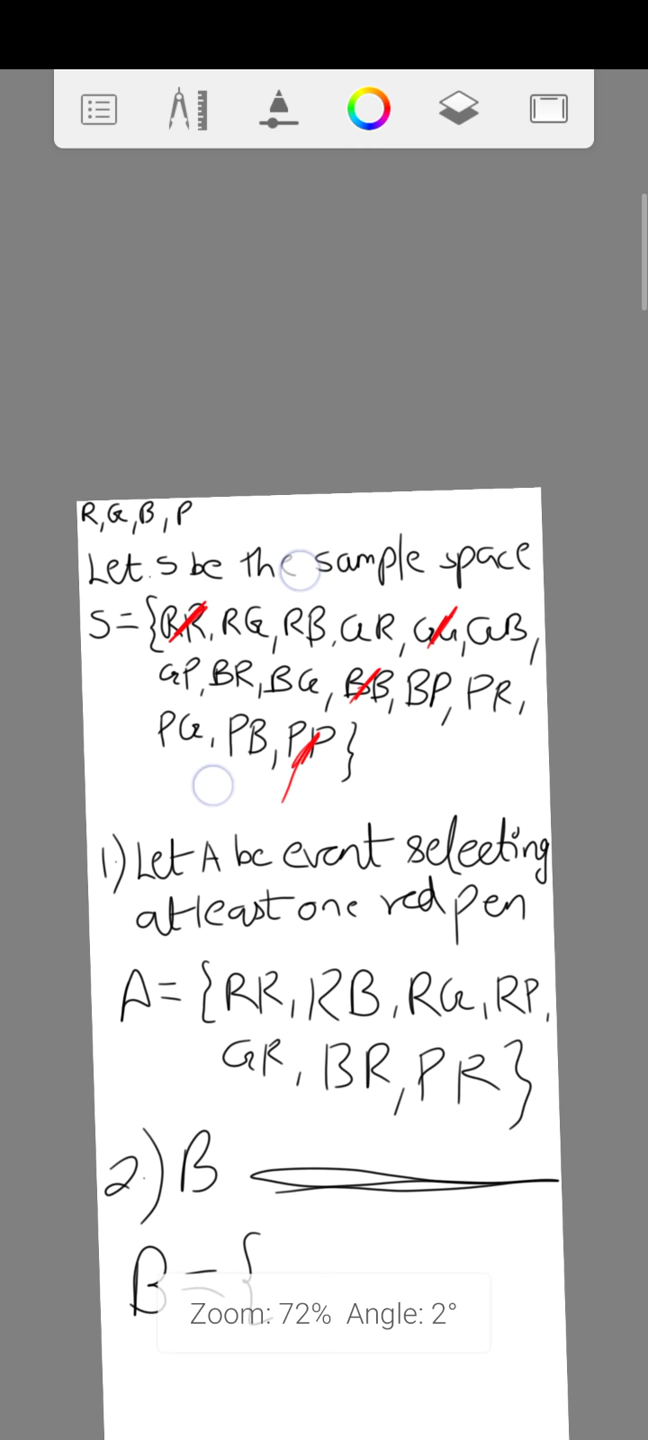 R,G,B,P
Let S be the sample space
S={RR,RG,RB,GR,GG,GB,
GP,BR,BG,BB,BP,PR,
PG,PB,PP}
1) Let A be event seleeting
atleast one red pen
A={RR,RB,RG,RP,
GR,BR,PR}
2) B
B={
Zoom: 72% Angle: 2°